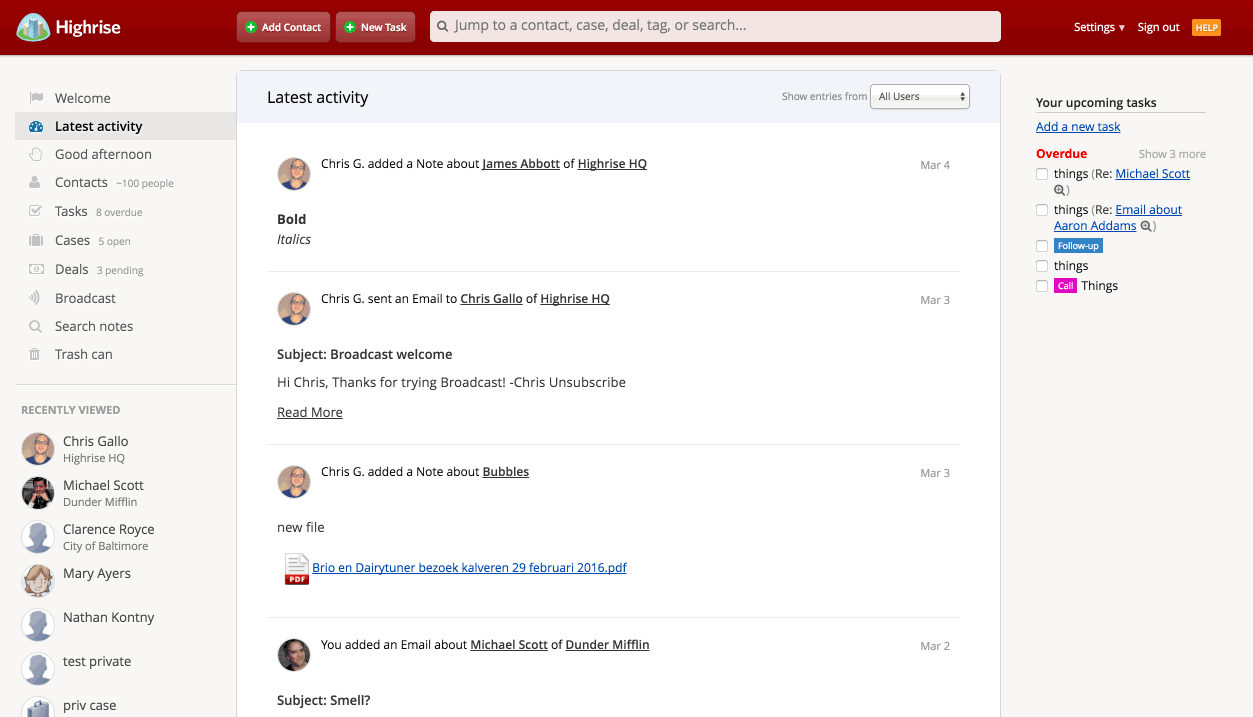 Highrise
Add Contact
New Task
Jump to a contact, case, deal, tag, or search...
Settings ▾
Sign out
HELP
Welcome
Latest activity
Good afternoon
Contacts ~100 people
Tasks 8 overdue
Cases 5 open
Deals 3 pending
Broadcast
Search notes
Trash can
RECENTLY VIEWED
Chris Gallo
Highrise HQ
Michael Scott
Dunder Mifflin
Clarence Royce
City of Baltimore
Mary Ayers
Nathan Kontny
test private
priv case
Latest activity
Show entries from All Users
Chris G. added a Note about James Abbott of Highrise HQ
Mar 4
Bold
Italics
Chris G. sent an Email to Chris Gallo of Highrise HQ
Mar 3
Subject: Broadcast welcome
Hi Chris, Thanks for trying Broadcast! -Chris Unsubscribe
Read More
Chris G. added a Note about Bubbles
Mar 3
new file
PDF
Brio en Dairytuner bezoek kalveren 29 februari 2016.pdf
You added an Email about Michael Scott of Dunder Mifflin
Mar 2
Subject: Smell?
Your upcoming tasks
Add a new task
Overdue
Show 3 more
things (Re: Michael Scott
)
things (Re: Email about
Aaron Addams )
Follow-up
things
Call Things